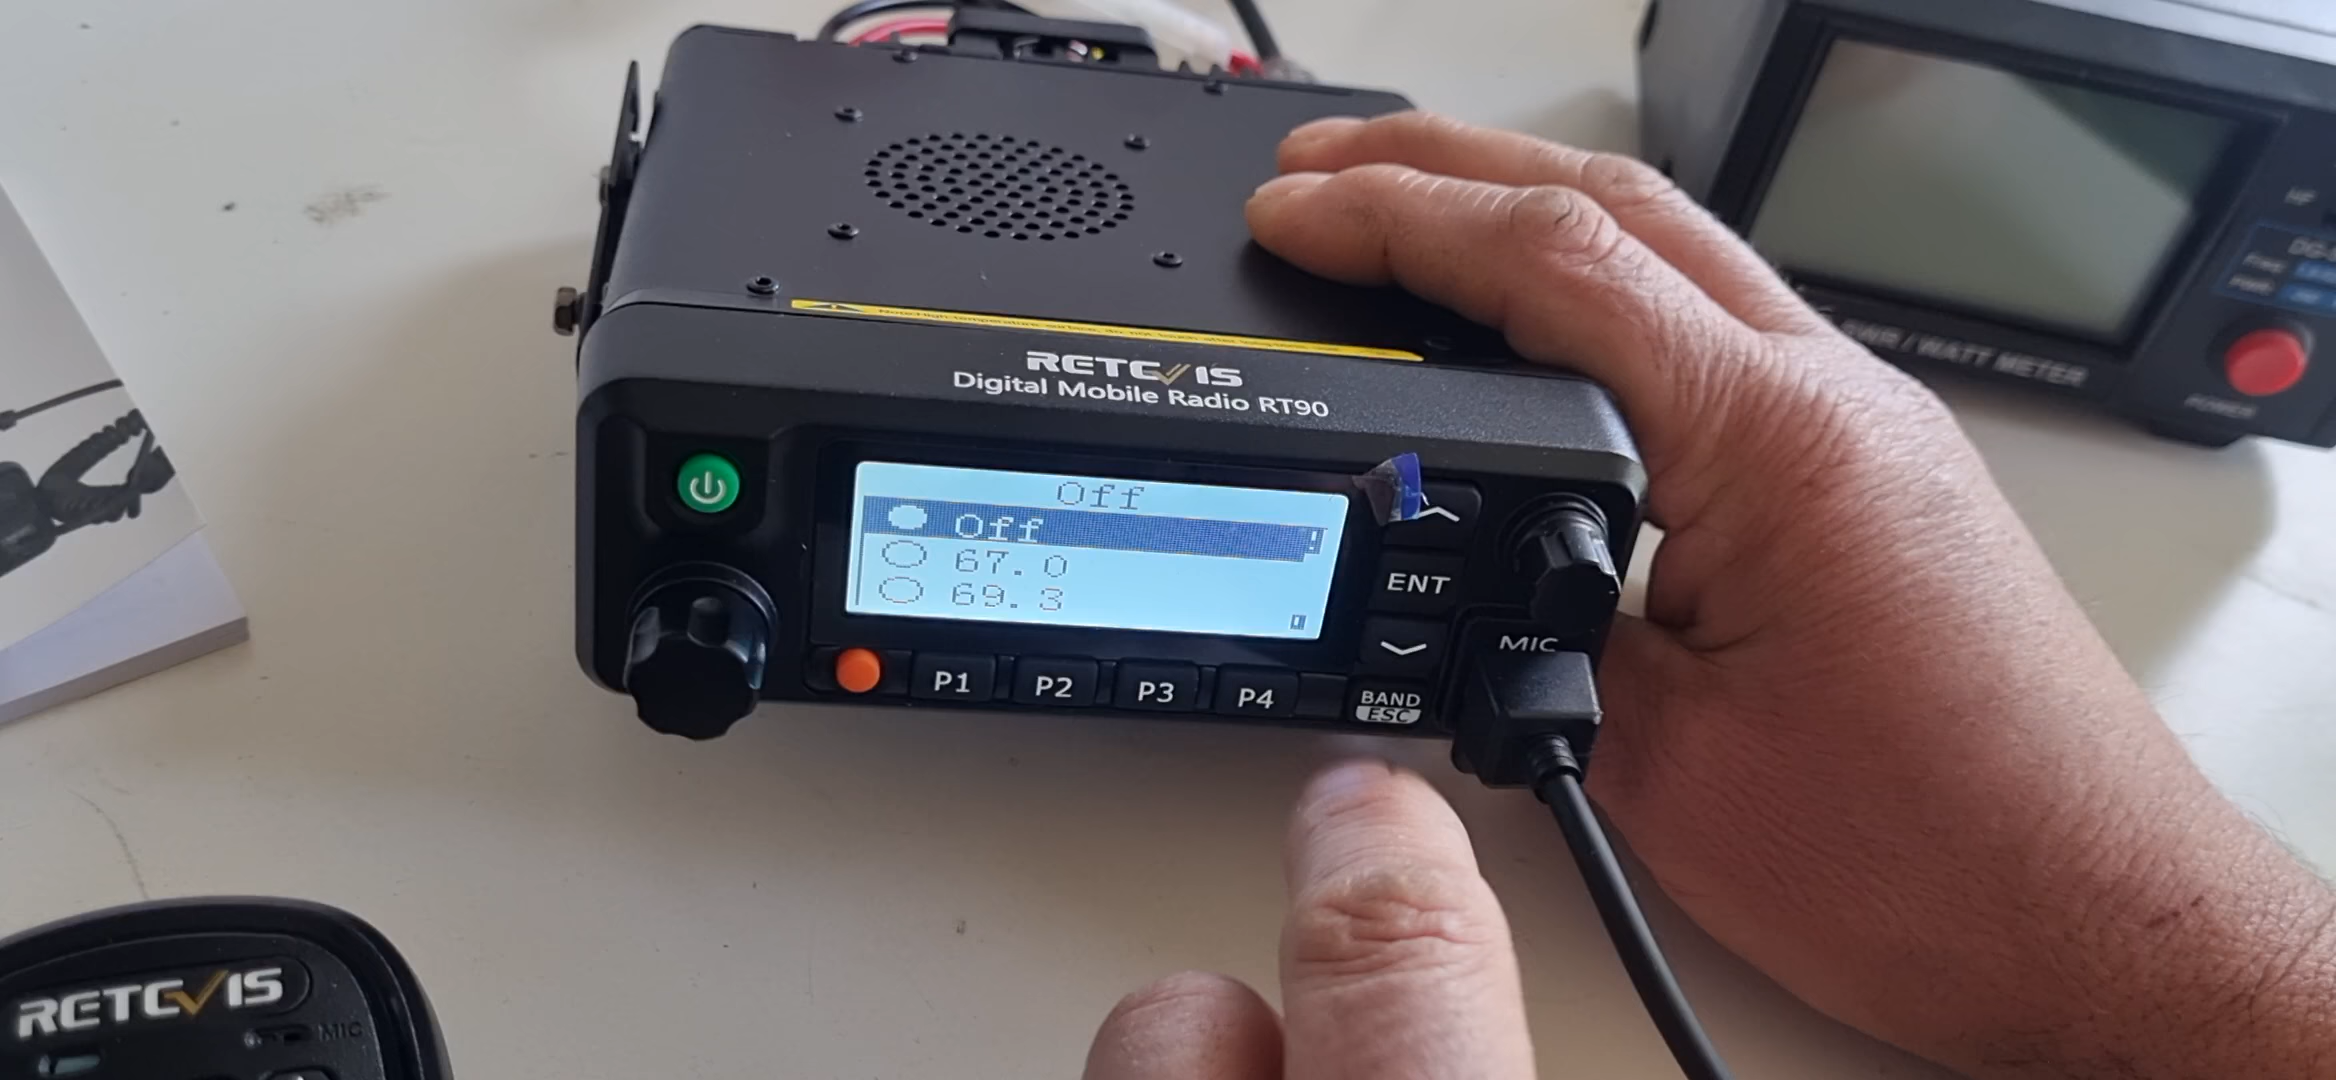 RETEVIS
Digital Mobile Radio RT90
Off
Off
67.0
69.3
ENT
MIC
P1
P2
P3
P4
BAND
ESC
HF
SWR / WATT METER
POWER
RETEVIS
MIC